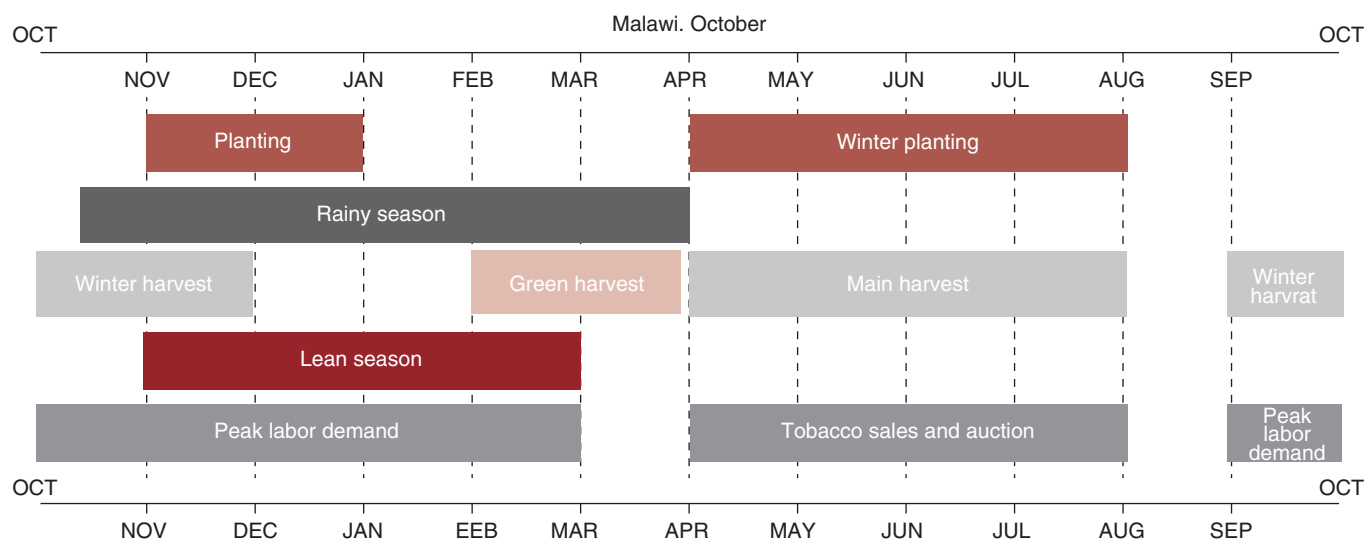 Malawi. October
OCT OCT
NOV DEC JAN FEB MAR APR MAY JUN JUL AUG SEP
Planting Winter planting
Rainy season
Winter harvest Green harvest Main harvest Winter
harvrat
Lean season
Peak labor demand Tobacco sales and auction Peak
labor
demand
OCT OCT
NOV DEC JAN EEB MAR APR MAY JUN JUL AUG SEP